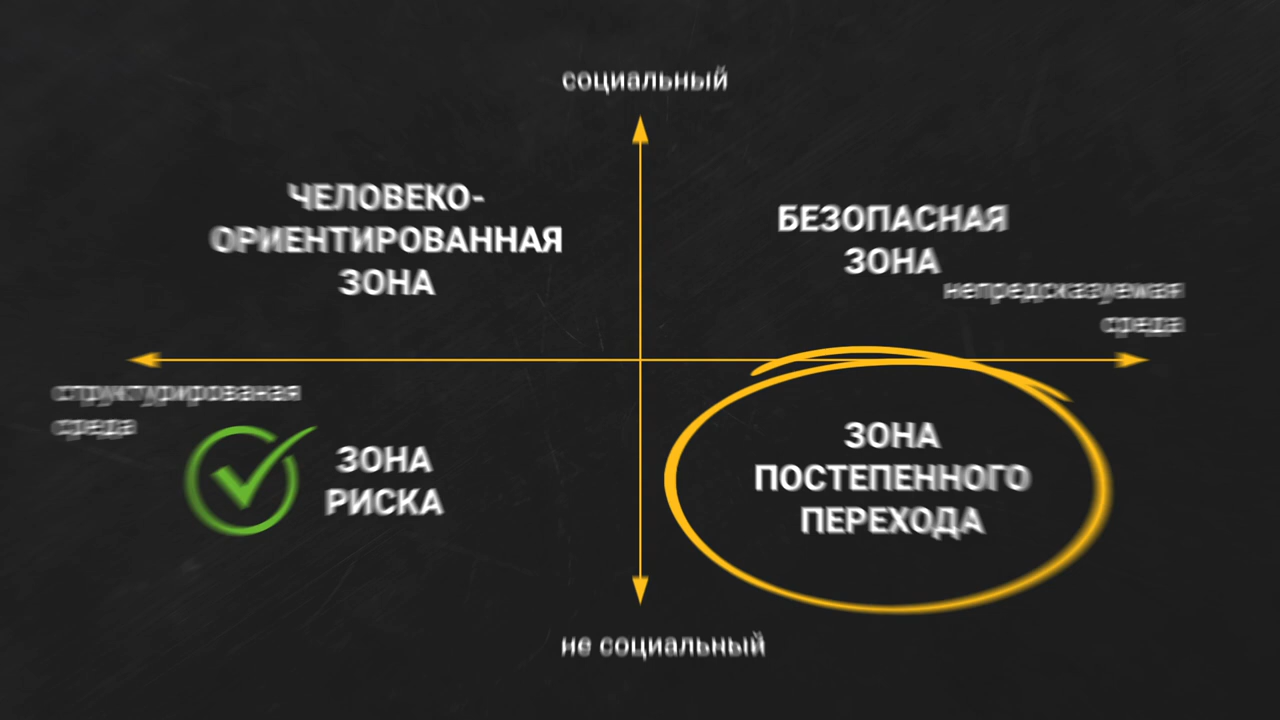 социальный
ЧЕЛОВЕКО-
ОРИЕНТИРОВАННАЯ
ЗОНА
БЕЗОПАСНАЯ
ЗОНА
непредсказуемая
среда
структурированая
среда
ЗОНА
РИСКА
ЗОНА
ПОСТЕПЕННОГО
ПЕРЕХОДА
не социальный